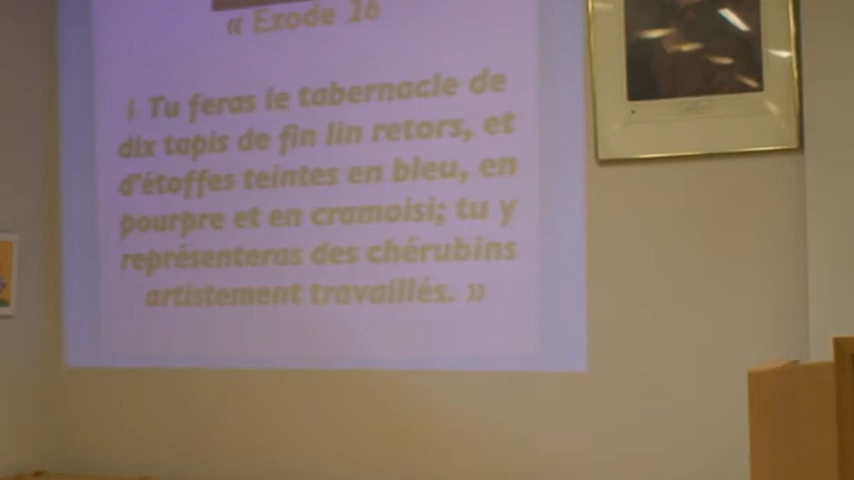 « Exode 26
1 Tu feras le tabernacle de
dix tapis de fin lin retors, et
d'étoffes teintes en bleu, en
pourpre et en cramoisi; tu y
représenteras des chérubins
artistement travaillés. »